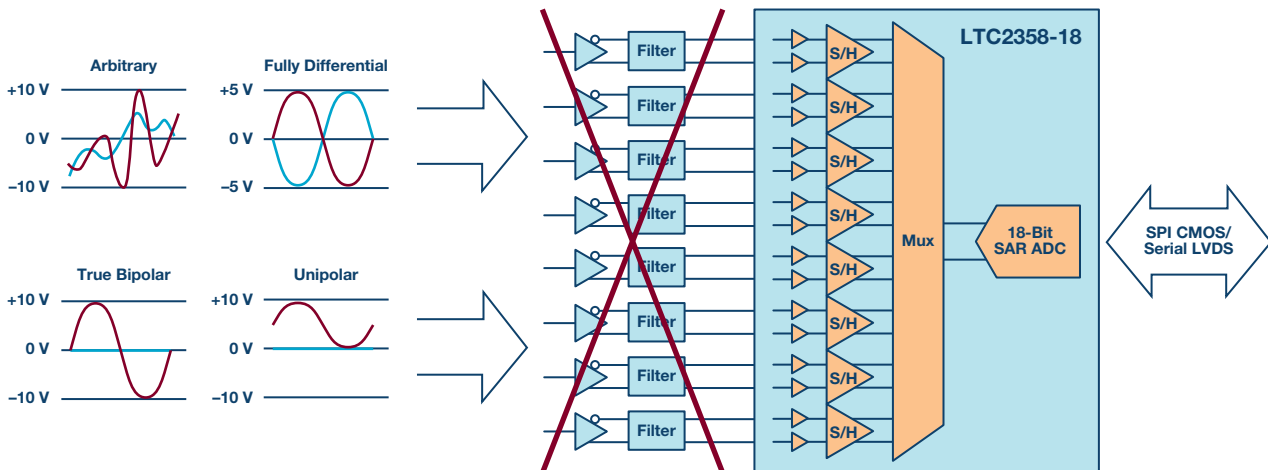 Arbitrary
+10 V
0 V
−10 V
Fully Differential
+5 V
0 V
−5 V
True Bipolar
+10 V
0 V
−10 V
Unipolar
+10 V
0 V
−10 V
Filter
Filter
Filter
Filter
Filter
Filter
Filter
Filter
LTC2358-18
S/H
S/H
S/H
S/H
S/H
S/H
S/H
S/H
Mux
18-Bit
SAR ADC
SPI CMOS/
Serial LVDS